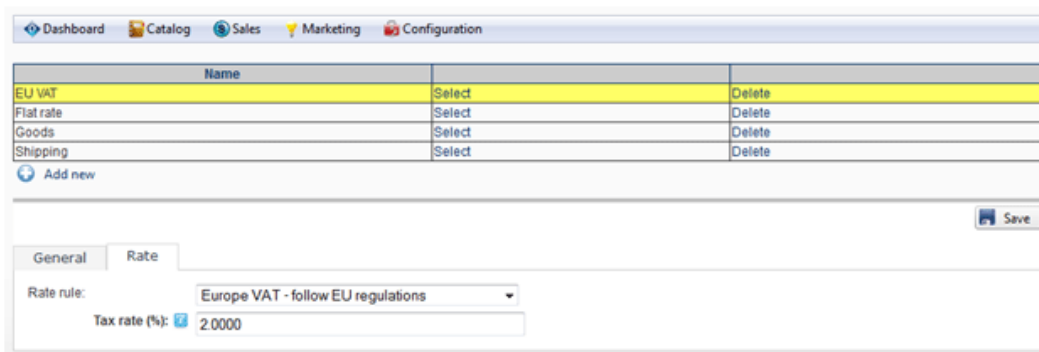 Dashboard Catalog Sales Marketing Configuration
Name
EU VAT Select Delete
Flat rate Select Delete
Goods Select Delete
Shipping Select Delete
Add new
Save
General Rate
Rate rule: Europe VAT - follow EU regulations
Tax rate (%): 2.0000